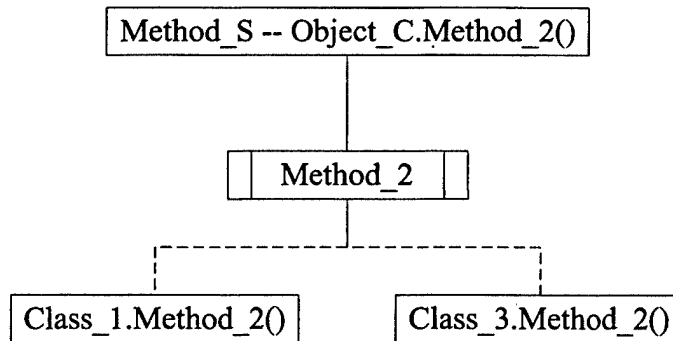 Method_S -- Object_C.Method_2()
Method_2
Class_1.Method_2()
Class_3.Method_2()